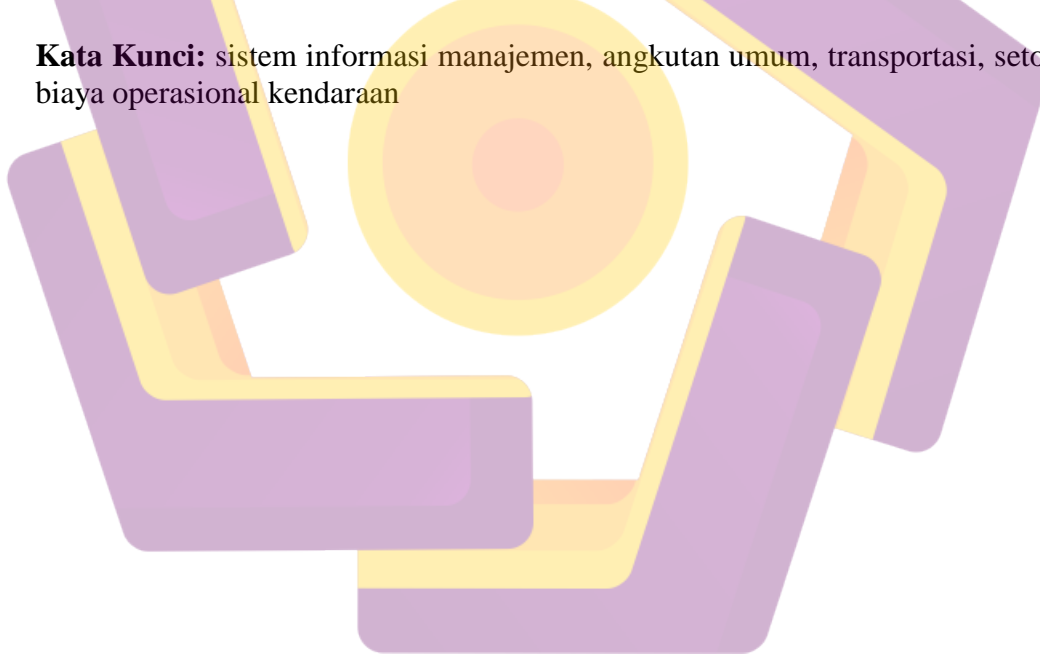 Kata Kunci: sistem informasi manajemen, angkutan umum, transportasi,
biaya operasional kendaraan